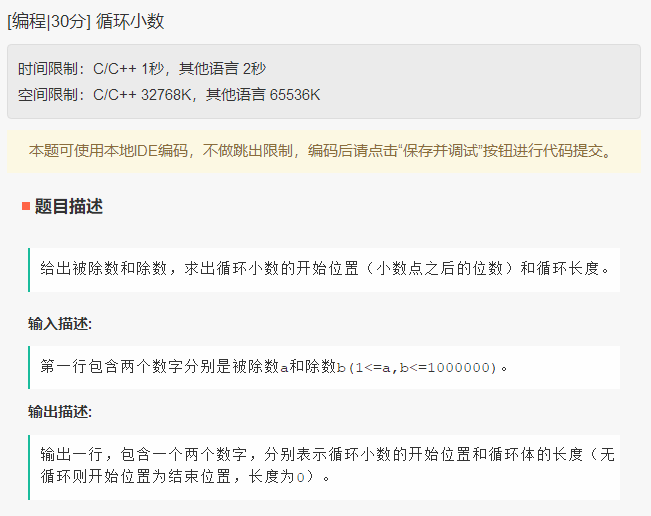 [编程|30分] 循环小数
时间限制：C/C++ 1秒，其他语言 2秒
空间限制：C/C++ 32768K，其他语言 65536K
本题可使用本地IDE编码，不做跳出限制，编码后请点击“保存并调试”按钮进行代码提交。
题目描述
给出被除数和除数，求出循环小数的开始位置（小数点之后的位数）和循环长度。
输入描述:
第一行包含两个数字分别是被除数a和除数b(1<=a,b<=1000000)。
输出描述:
输出一行，包含一个两个数字，分别表示循环小数的开始位置和循环体的长度（无
循环则开始位置为结束位置，长度为0）。